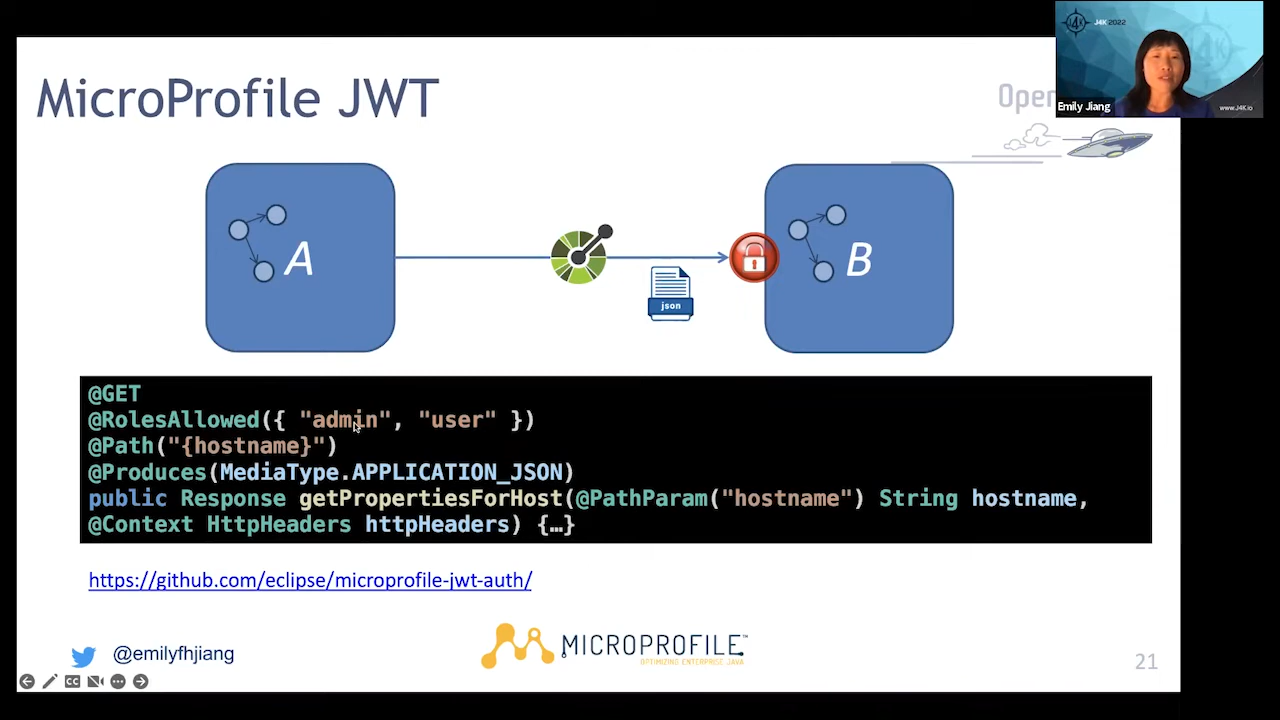 MicroProfile JWT
Open
J4K 2022
Emily Jiang
www.J4K.io
A
json
B
@GET
@RolesAllowed({ "admin", "user" })
@Path("{hostname}")
@Produces(MediaType.APPLICATION_JSON)
public Response getPropertiesForHost(@PathParam("hostname") String hostname,
@Context HttpHeaders httpHeaders) {…}
https://github.com/eclipse/microprofile-jwt-auth/
@emilyfhjiang
MICROPROFILE™
OPTIMIZING ENTERPRISE JAVA
21
CC